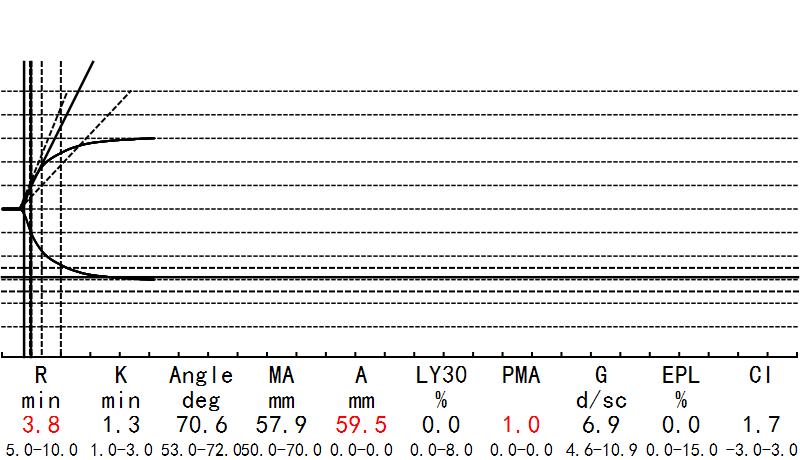 R K Angle MA A LY30 PMA G EPL CI
min min deg mm mm % d/sc %
3.8 1.3 70.6 57.9 59.5 0.0 1.0 6.9 0.0 1.7
5.0-10.0 1.0-3.0 53.0-72.0 50.0-70.0 0.0-0.0 0.0-8.0 0.0-0.0 4.6-10.9 0.0-15.0 -3.0-3.0